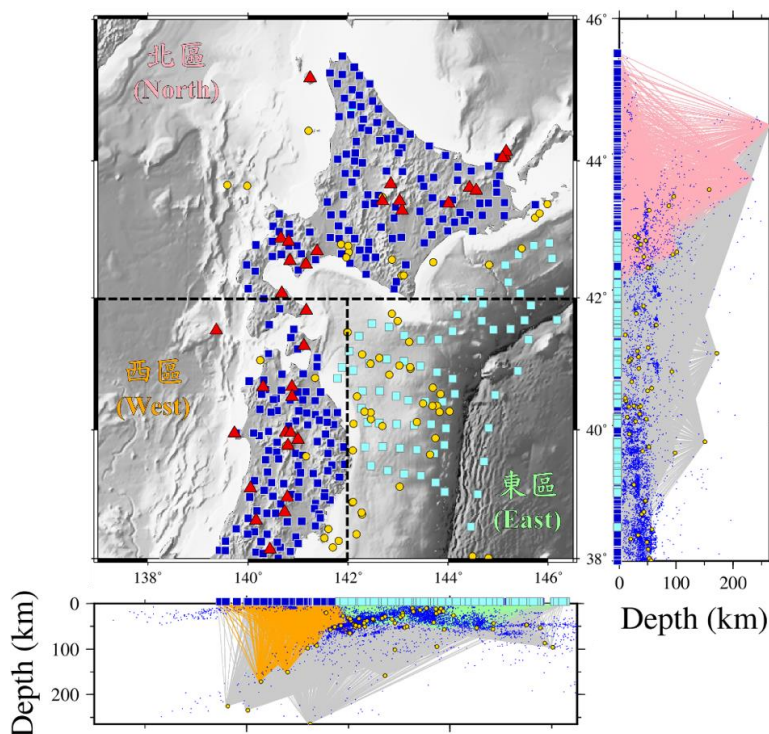 北區
(North)
西區
(West)
東區
(East)
46°
44°
42°
40°
38°
138°
140°
142°
144°
146°
0
100
200
Depth (km)
0
100
200
Depth (km)